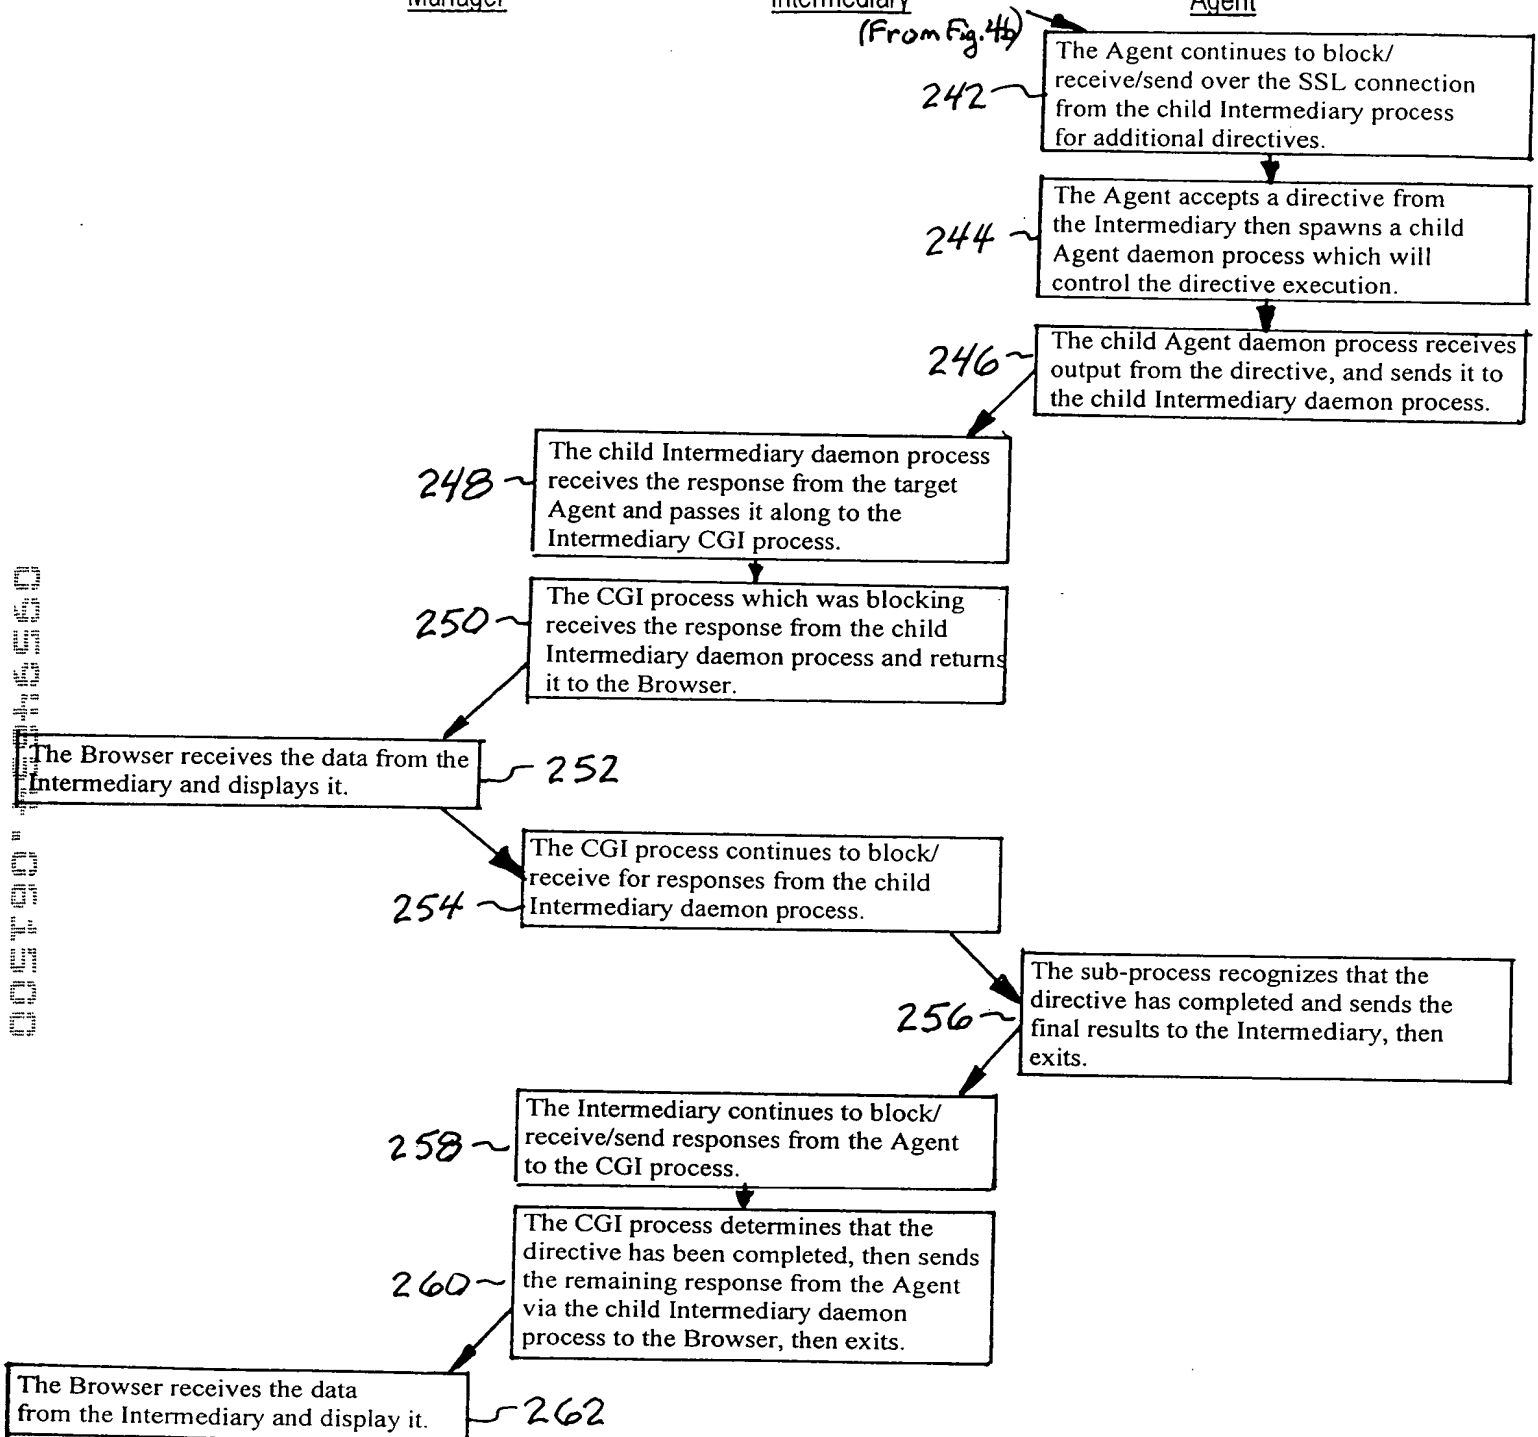 Manager
Intermediary
Agent
(From Fig. 4b)
242
The Agent continues to block/
receive/send over the SSL connection
from the child Intermediary process
for additional directives.
244
The Agent accepts a directive from
the Intermediary then spawns a child
Agent daemon process which will
control the directive execution.
246
The child Agent daemon process receives
output from the directive, and sends it to
the child Intermediary daemon process.
248
The child Intermediary daemon process
receives the response from the target
Agent and passes it along to the
Intermediary CGI process.
250
The CGI process which was blocking
receives the response from the child
Intermediary daemon process and returns
it to the Browser.
The Browser receives the data from the
Intermediary and displays it.
252
The CGI process continues to block/
receive for responses from the child
Intermediary daemon process.
254
The sub-process recognizes that the
directive has completed and sends the
final results to the Intermediary, then
exits.
256
The Intermediary continues to block/
receive/send responses from the Agent
to the CGI process.
258
The CGI process determines that the
directive has been completed, then sends
the remaining response from the Agent
via the child Intermediary daemon
process to the Browser, then exits.
260
The Browser receives the data
from the Intermediary and display it.
262